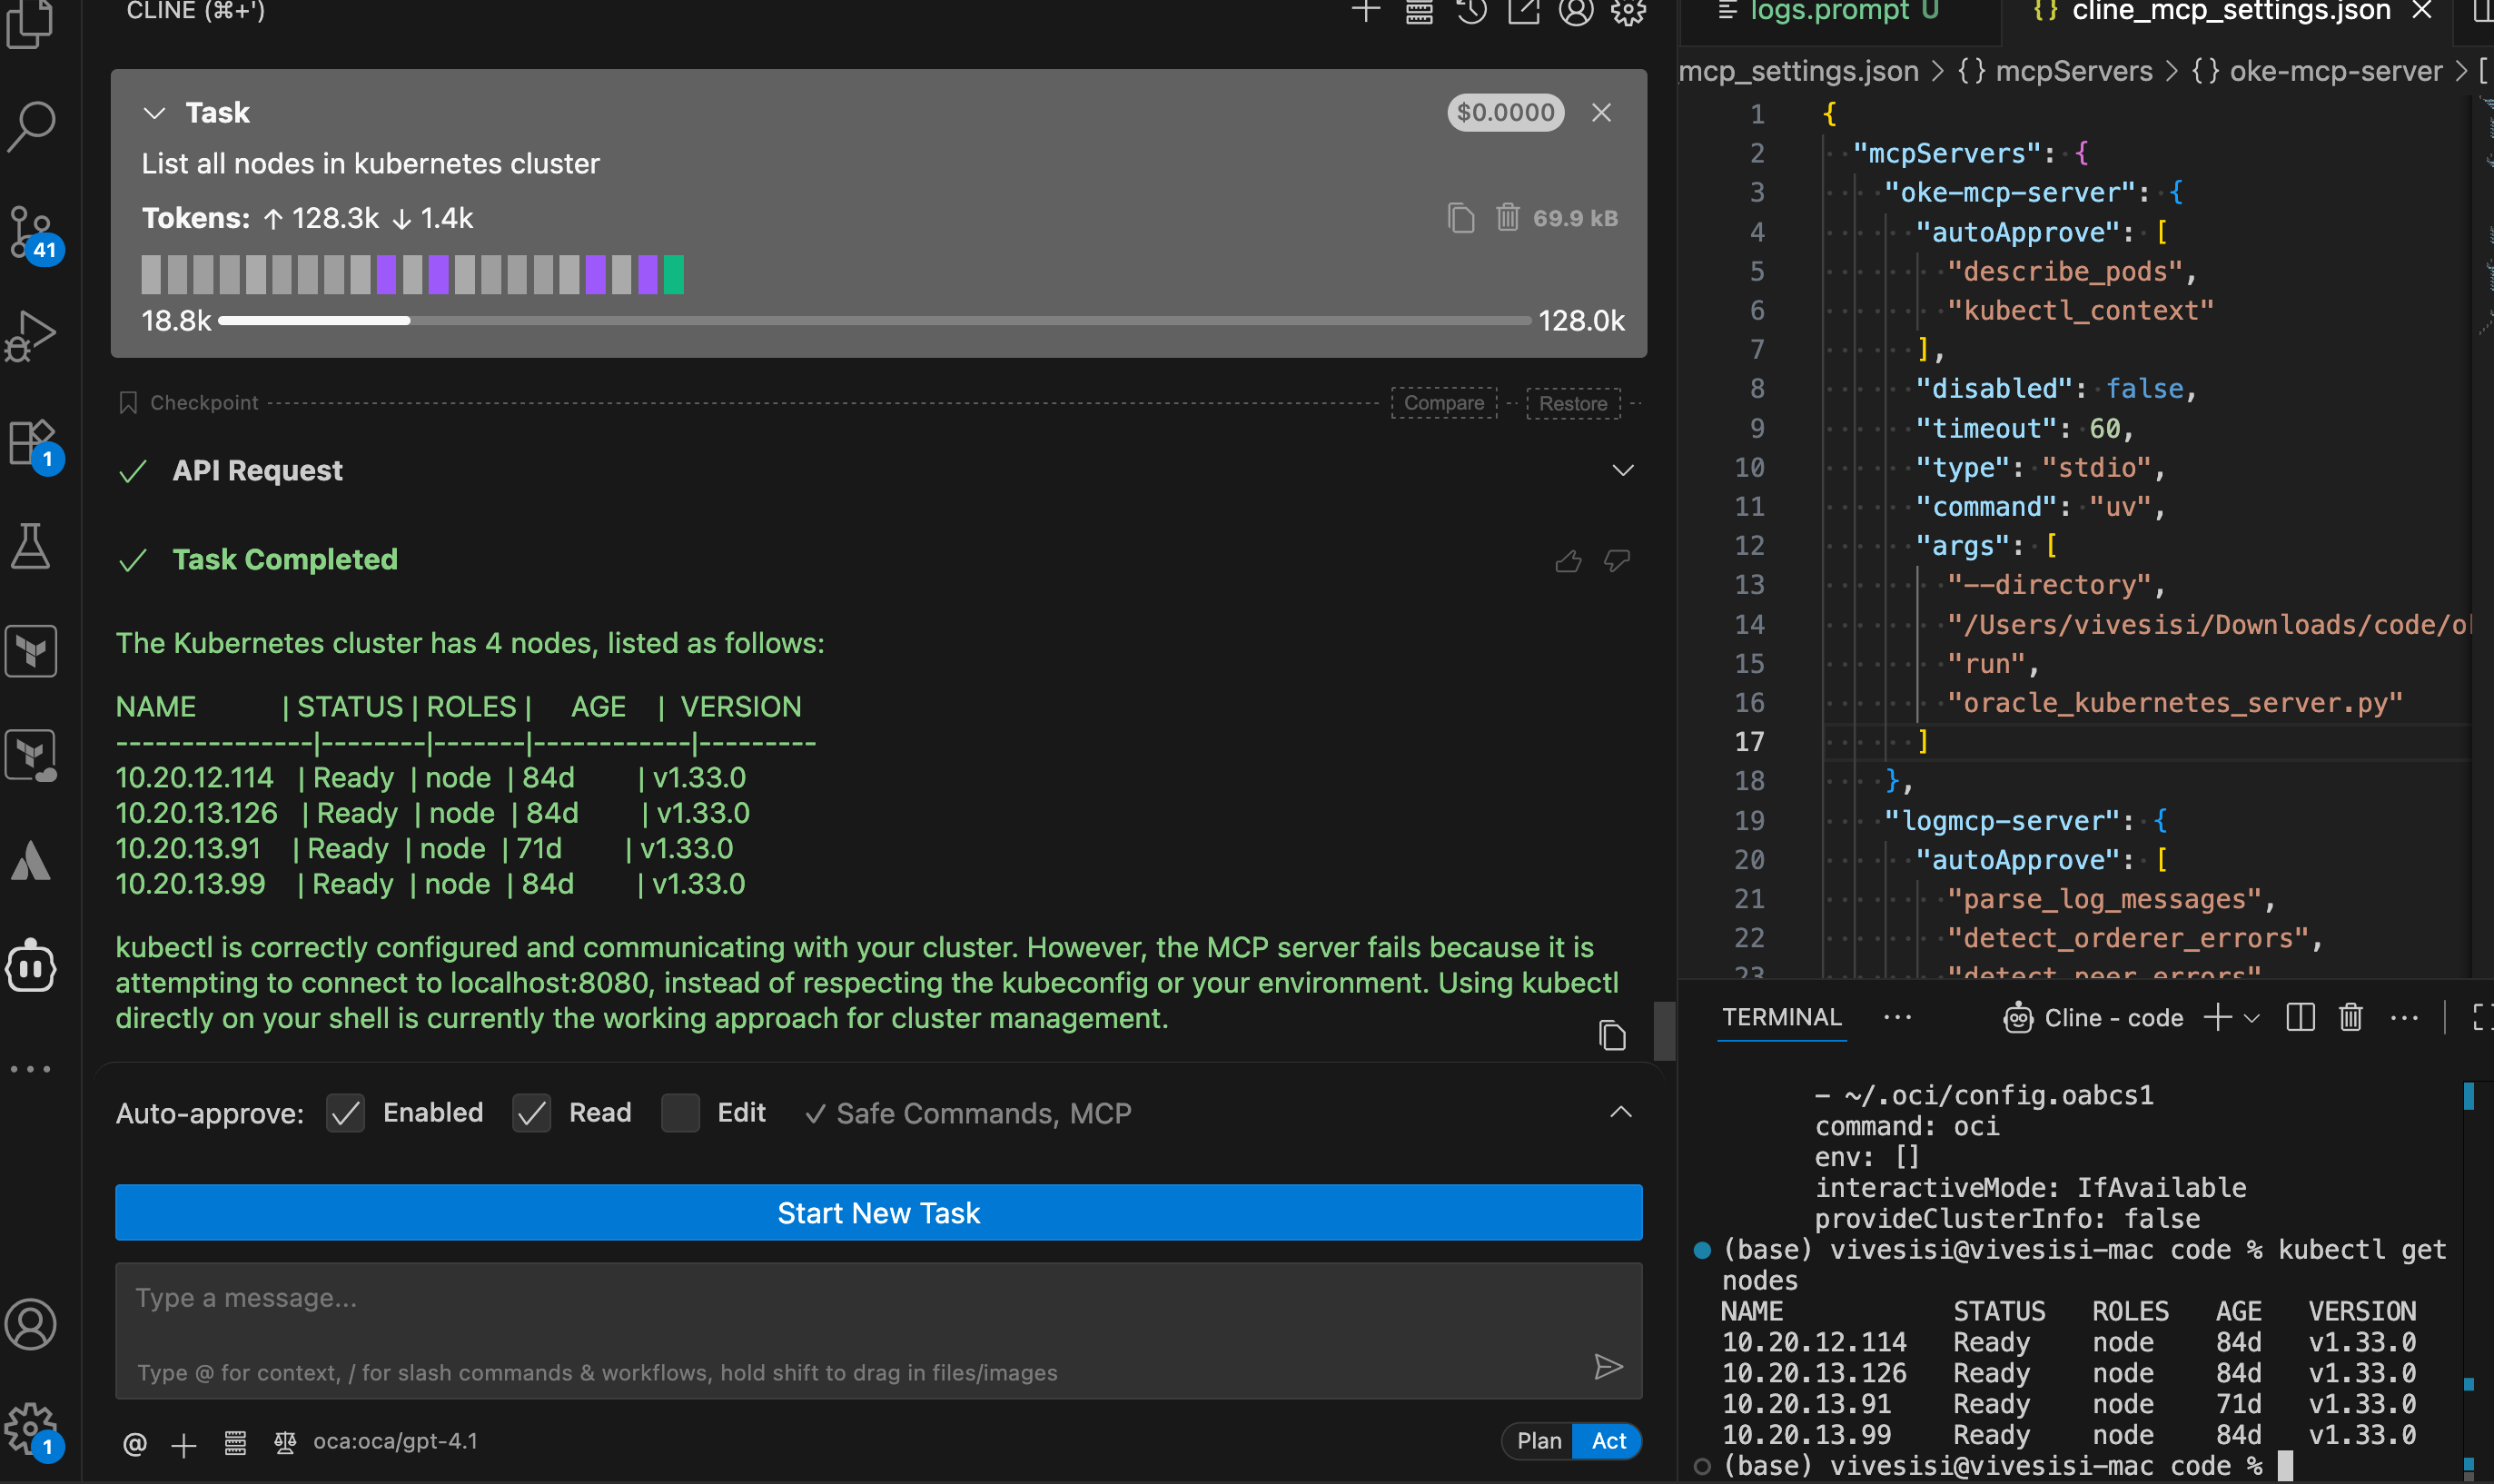 CLINE (⌘+')
Task
$0.0000
List all nodes in kubernetes cluster
Tokens: ↑ 128.3k ↓ 1.4k
69.9 kB
18.8k
128.0k
Checkpoint
Compare
Restore
API Request
Task Completed
The Kubernetes cluster has 4 nodes, listed as follows:
NAME | STATUS | ROLES | AGE | VERSION
---------------|--------|-------|------------|---------
10.20.12.114 | Ready | node | 84d | v1.33.0
10.20.13.126 | Ready | node | 84d | v1.33.0
10.20.13.91 | Ready | node | 71d | v1.33.0
10.20.13.99 | Ready | node | 84d | v1.33.0
kubectl is correctly configured and communicating with your cluster. However, the MCP server fails because it is
attempting to connect to localhost:8080, instead of respecting the kubeconfig or your environment. Using kubectl
directly on your shell is currently the working approach for cluster management.
Auto-approve: Enabled Read Edit ✓ Safe Commands, MCP
Start New Task
Type a message...
Type @ for context, / for slash commands & workflows, hold shift to drag in files/images
@ + oca:oca/gpt-4.1
Plan Act
41
1
1
logs.prompt U
{} cline_mcp_settings.json ×
mcp_settings.json > {} mcpServers > {} oke-mcp-server > [
1 {
2 "mcpServers": {
3 "oke-mcp-server": {
4 "autoApprove": [
5 "describe_pods",
6 "kubectl_context"
7 ],
8 "disabled": false,
9 "timeout": 60,
10 "type": "stdio",
11 "command": "uv",
12 "args": [
13 "--directory",
14 "/Users/vivesisi/Downloads/code/o
15 "run",
16 "oracle_kubernetes_server.py"
17 ]
18 },
19 "logmcp-server": {
20 "autoApprove": [
21 "parse_log_messages",
22 "detect_orderer_errors",
23 "detect_peer_errors"
TERMINAL ...
Cline - code
- ~/.oci/config.oabcs1
command: oci
env: []
interactiveMode: IfAvailable
provideClusterInfo: false
(base) vivesisi@vivesisi-mac code % kubectl get
nodes
NAME STATUS ROLES AGE VERSION
10.20.12.114 Ready node 84d v1.33.0
10.20.13.126 Ready node 84d v1.33.0
10.20.13.91 Ready node 71d v1.33.0
10.20.13.99 Ready node 84d v1.33.0
(base) vivesisi@vivesisi-mac code %